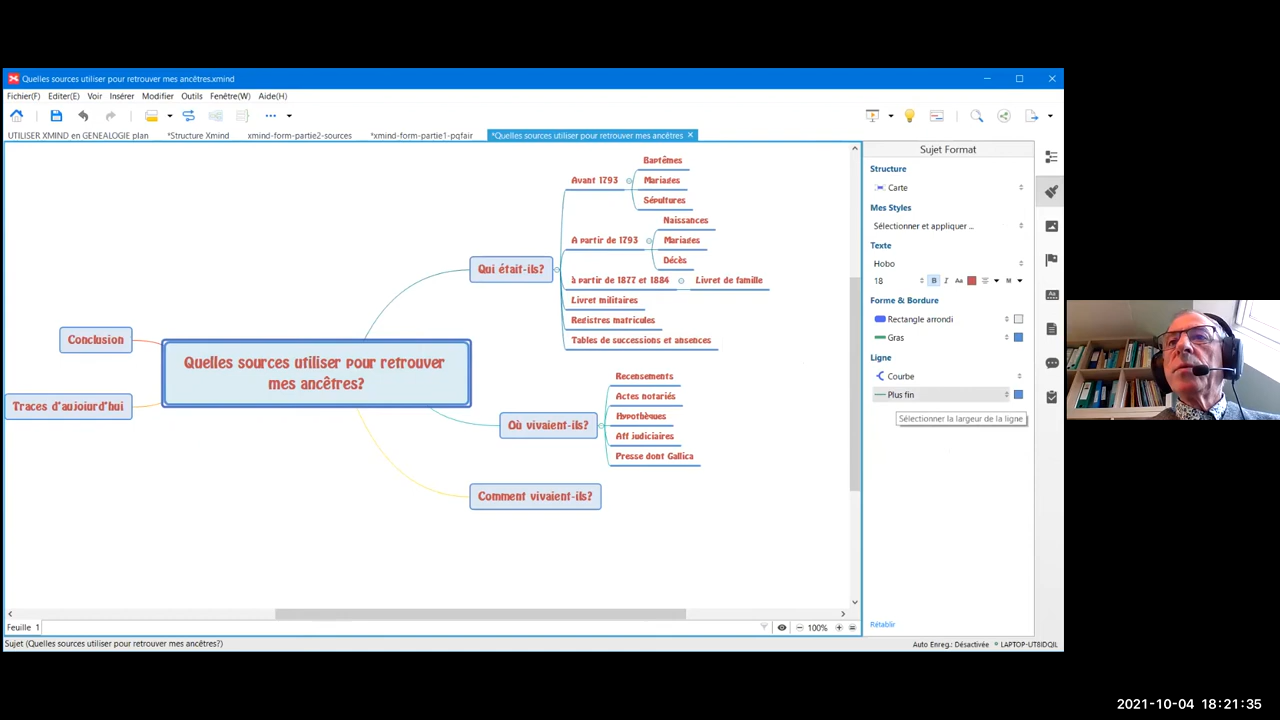 Quelles sources utiliser pour retrouver mes ancêtres.xmind
Fichier(F) Editer(E) Voir Insérer Modifier Outils Fenêtre(W) Aide(H)
UTILISER XMIND en GENEALOGIE plan *Structure Xmind xmind-form-partie2-sources *xmind-form-partie1-pqfair *Quelles sources utiliser pour retrouver mes ancêtres
Baptêmes
Avant 1793
Mariages
Sépultures
Naissances
A partir de 1793
Mariages
Décès
Qui était-ils?
à partir de 1877 et 1884
Livret de famille
Livret militaires
Registres matricules
Tables de successions et absences
Conclusion
Quelles sources utiliser pour retrouver
mes ancêtres?
Traces d'aujoiurd'hui
Recensements
Actes notariés
Où vivaient-ils?
Hypothèques
Aff judiciaires
Presse dont Gallica
Comment vivaient-ils?
Sujet Format
Structure
Carte
Mes Styles
Sélectionner et appliquer ...
Texte
Hobo
18 B I Aa
Forme & Bordure
Rectangle arrondi
Gras
Ligne
Courbe
Plus fin
Sélectionner la largeur de la ligne
Rétablir
Feuille 1
100%
Sujet (Quelles sources utiliser pour retrouver mes ancêtres?)
Auto Enreg.: Désactivée
2021-10-04 18:21:35